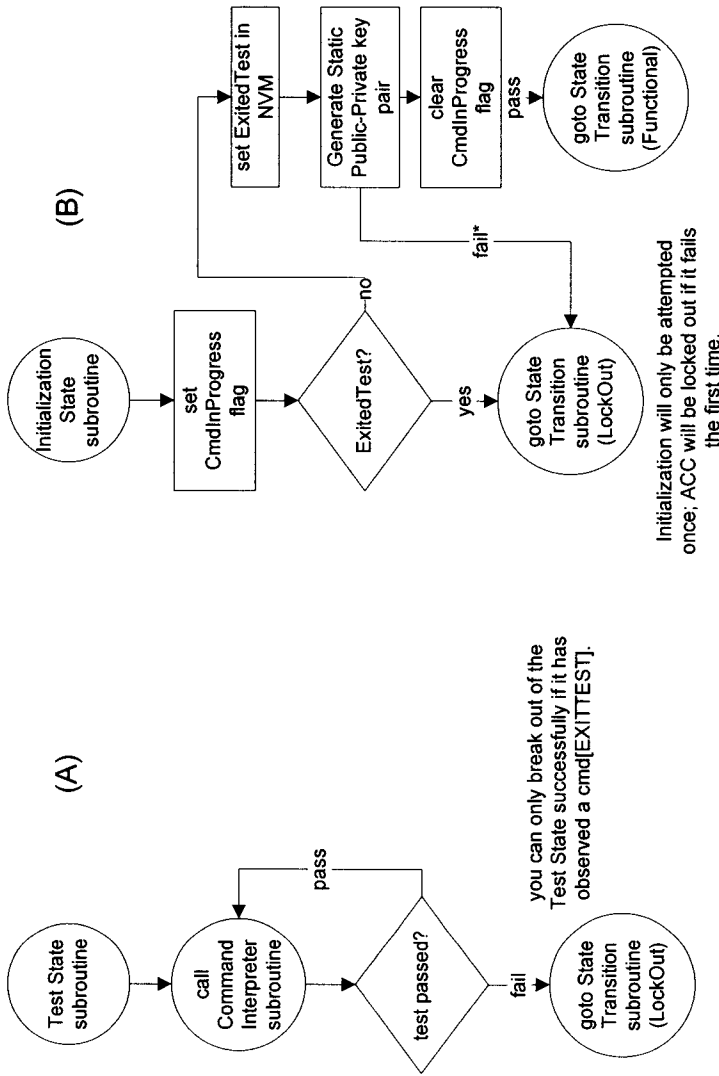 (A)
Test State
subroutine
call
Command
Interpreter
subroutine
test passed?
pass
fail
goto State
Transition
subroutine
(LockOut)
you can only break out of the
Test State successfully if it has
observed a cmd[EXITTEST].
(B)
Initialization
State
subroutine
set
CmdInProgress
flag
ExitedTest?
no
yes
set ExitedTest in
NVM
Generate Static
Public-Private key
pair
fail*
clear
CmdInProgress
flag
pass
goto State
Transition
subroutine
(LockOut)
goto State
Transition
subroutine
(Functional)
Initialization will only be attempted
once; ACC will be locked out if it fails
the first time.